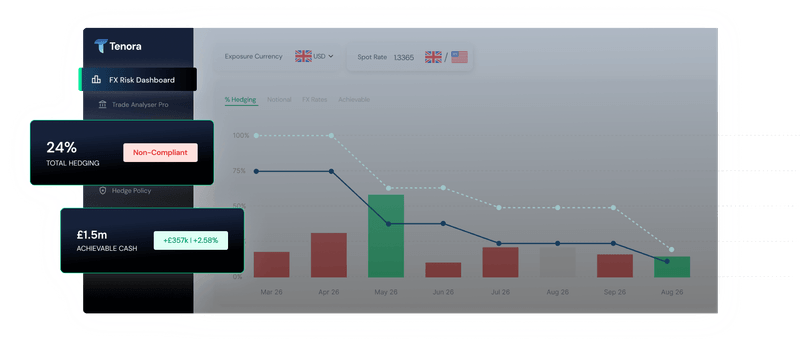 Tenora
Exposure Currency
USD
Spot Rate
1.3365
/
FX Risk Dashboard
Trade Analyser Pro
% Hedging
Notional
FX Rates
Achievable
24%
TOTAL HEDGING
Non-Compliant
Hedge Policy
£1.5m
ACHIEVABLE CASH
+£357k | +2.58%
100%
75%
50%
0%
Mar 26
Apr 26
May 26
Jun 26
Jul 26
Aug 26
Sep 26
Aug 26